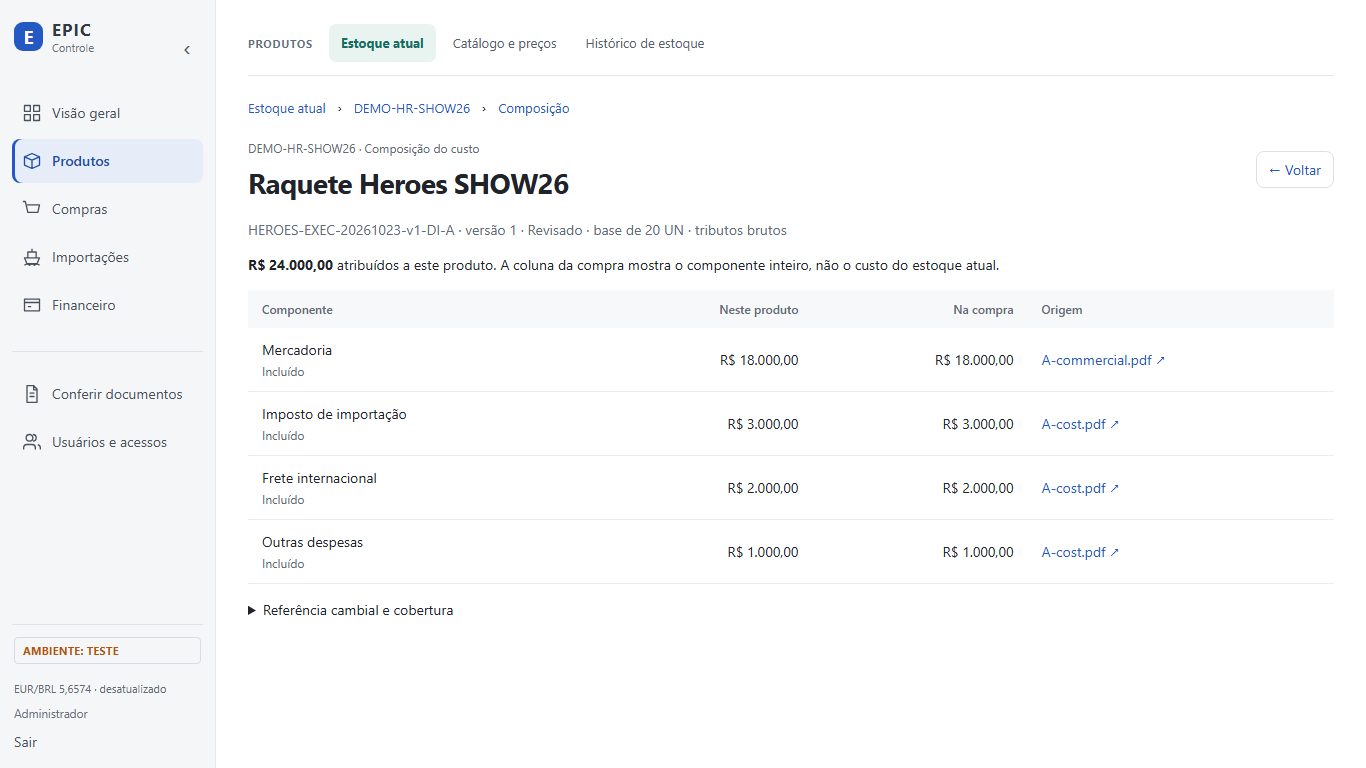 E
EPIC
Controle
Visão geral
Produtos
Compras
Importações
Financeiro
Conferir documentos
Usuários e acessos
AMBIENTE: TESTE
EUR/BRL 5,6574 · desatualizado
Administrador
Sair
PRODUTOS Estoque atual Catálogo e preços Histórico de estoque
Estoque atual › DEMO-HR-SHOW26 › Composição
DEMO-HR-SHOW26 · Composição do custo
Raquete Heroes SHOW26
← Voltar
HEROES-EXEC-20261023-v1-DI-A · versão 1 · Revisado · base de 20 UN · tributos brutos
R$ 24.000,00 atribuídos a este produto. A coluna da compra mostra o componente inteiro, não o custo do estoque atual.
Componente Neste produto Na compra Origem
Mercadoria
Incluído
R$ 18.000,00 R$ 18.000,00 A-commercial.pdf ↗
Imposto de importação
Incluído
R$ 3.000,00 R$ 3.000,00 A-cost.pdf ↗
Frete internacional
Incluído
R$ 2.000,00 R$ 2.000,00 A-cost.pdf ↗
Outras despesas
Incluído
R$ 1.000,00 R$ 1.000,00 A-cost.pdf ↗
Referência cambial e cobertura